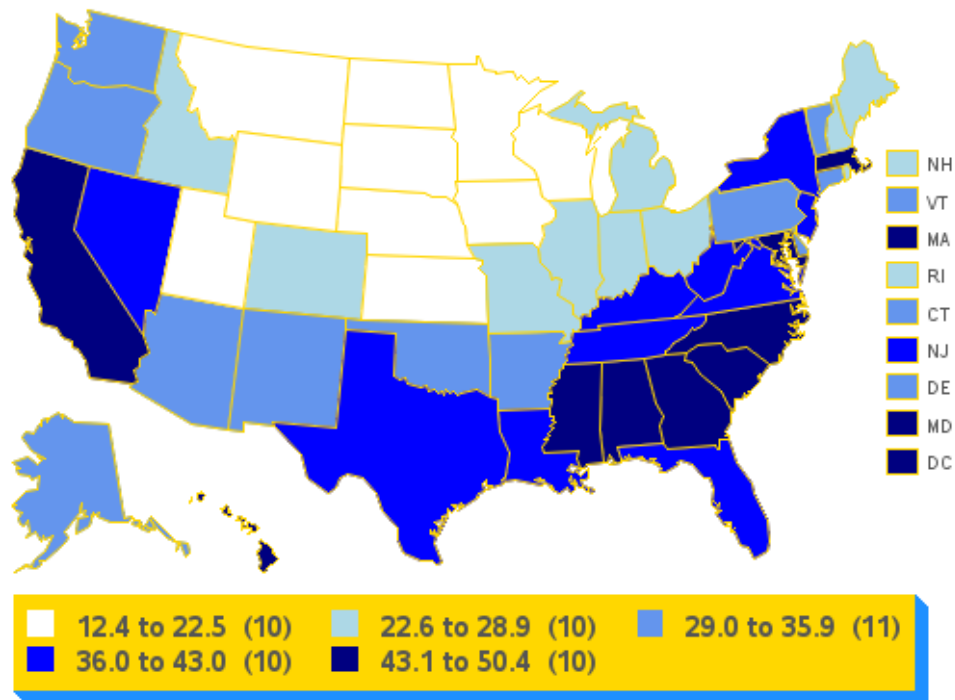 NH
VT
MA
RI
CT
NJ
DE
MD
DC
12.4 to 22.5 (10) 22.6 to 28.9 (10) 29.0 to 35.9 (11)
36.0 to 43.0 (10) 43.1 to 50.4 (10)